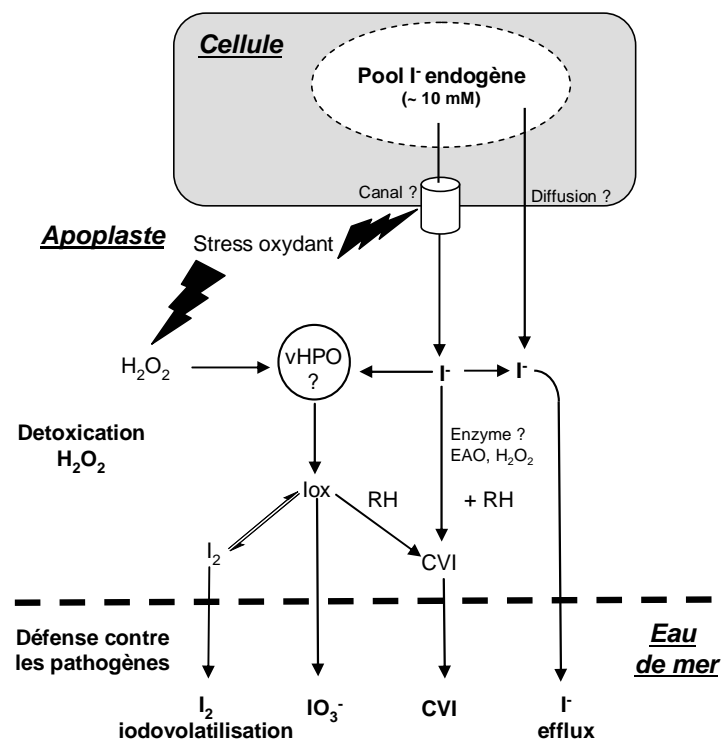 Cellule
Pool I⁻ endogène
(~ 10 mM)
Canal ?
Diffusion ?
Apoplaste
Stress oxydant
H₂O₂
vHPO
?
I⁻
I⁻
Detoxication
H₂O₂
Enzyme ?
EAO, H₂O₂
Iox
RH
+ RH
I₂
CVI
Défense contre
les pathogènes
Eau
de mer
I₂
iodovolatilisation
IO₃⁻
CVI
I⁻
efflux